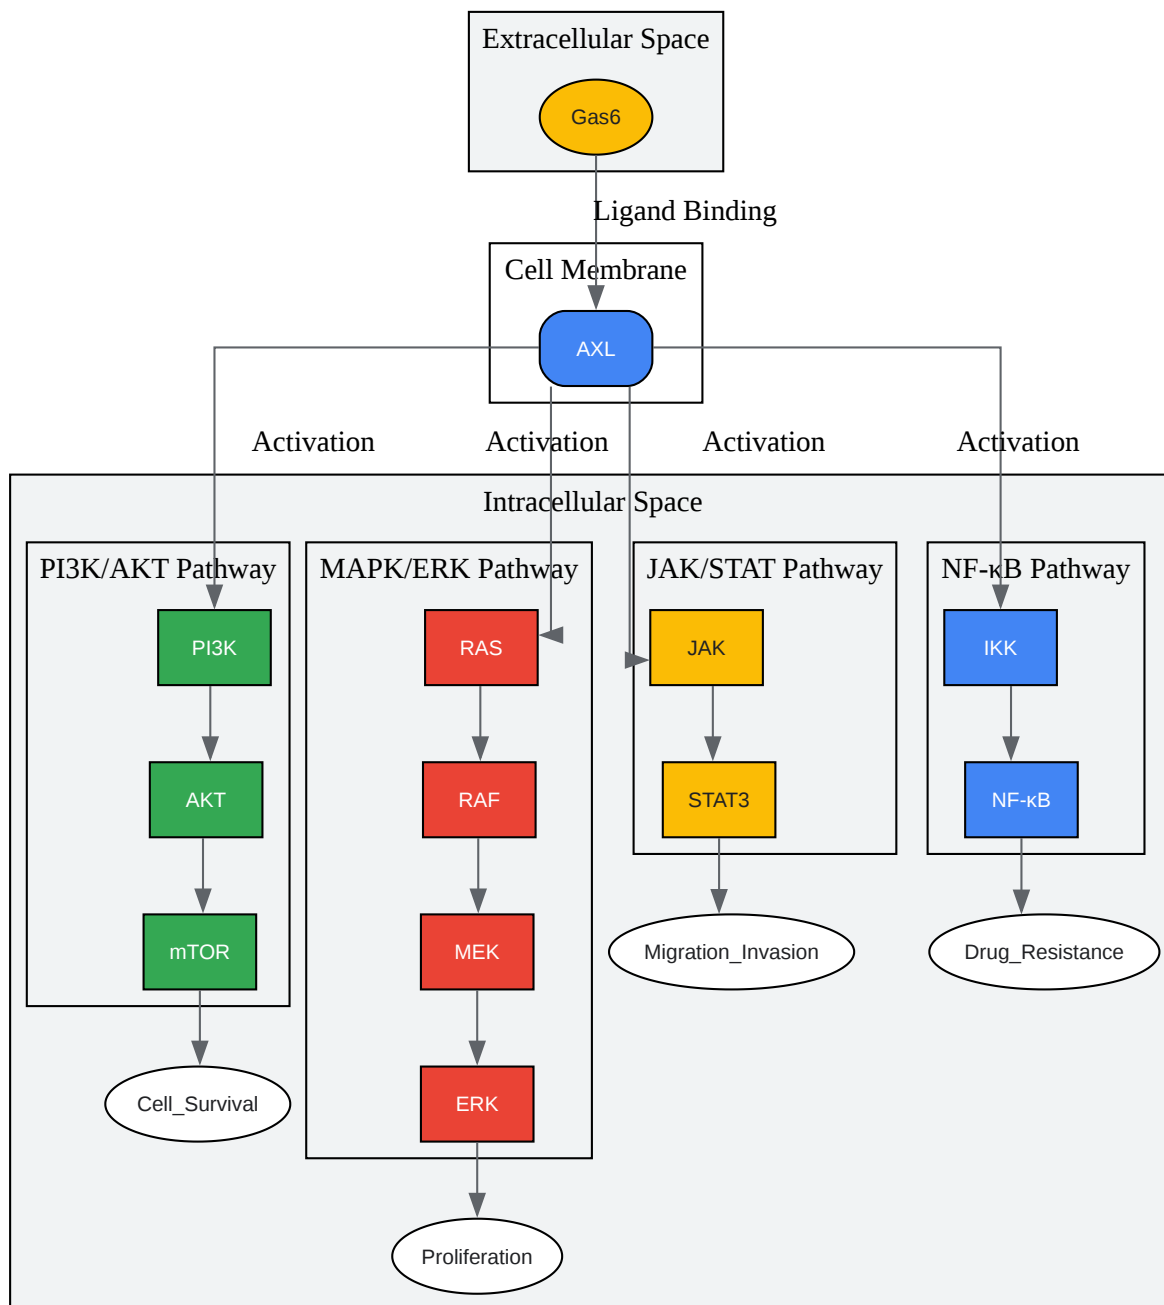 Extracellular Space
Gas6
Ligand Binding
Cell Membrane
AXL
Activation
Activation
Activation
Activation
Intracellular Space
PI3K/AKT Pathway
MAPK/ERK Pathway
JAK/STAT Pathway
NF-κB Pathway
PI3K
RAS
JAK
IKK
AKT
RAF
STAT3
NF-κB
mTOR
MEK
Migration_Invasion
Drug_Resistance
Cell_Survival
ERK
Proliferation